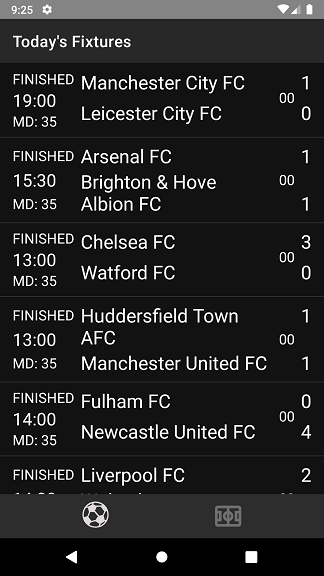 9:25
Today's Fixtures
FINISHED Manchester City FC 1
19:00 00
MD: 35 Leicester City FC 0
FINISHED Arsenal FC 1
15:30 Brighton & Hove 00
MD: 35 Albion FC 1
FINISHED Chelsea FC 3
13:00 00
MD: 35 Watford FC 0
FINISHED Huddersfield Town 1
13:00 AFC 00
MD: 35 Manchester United FC 1
FINISHED Fulham FC 0
14:00 00
MD: 35 Newcastle United FC 4
FINISHED Liverpool FC 2